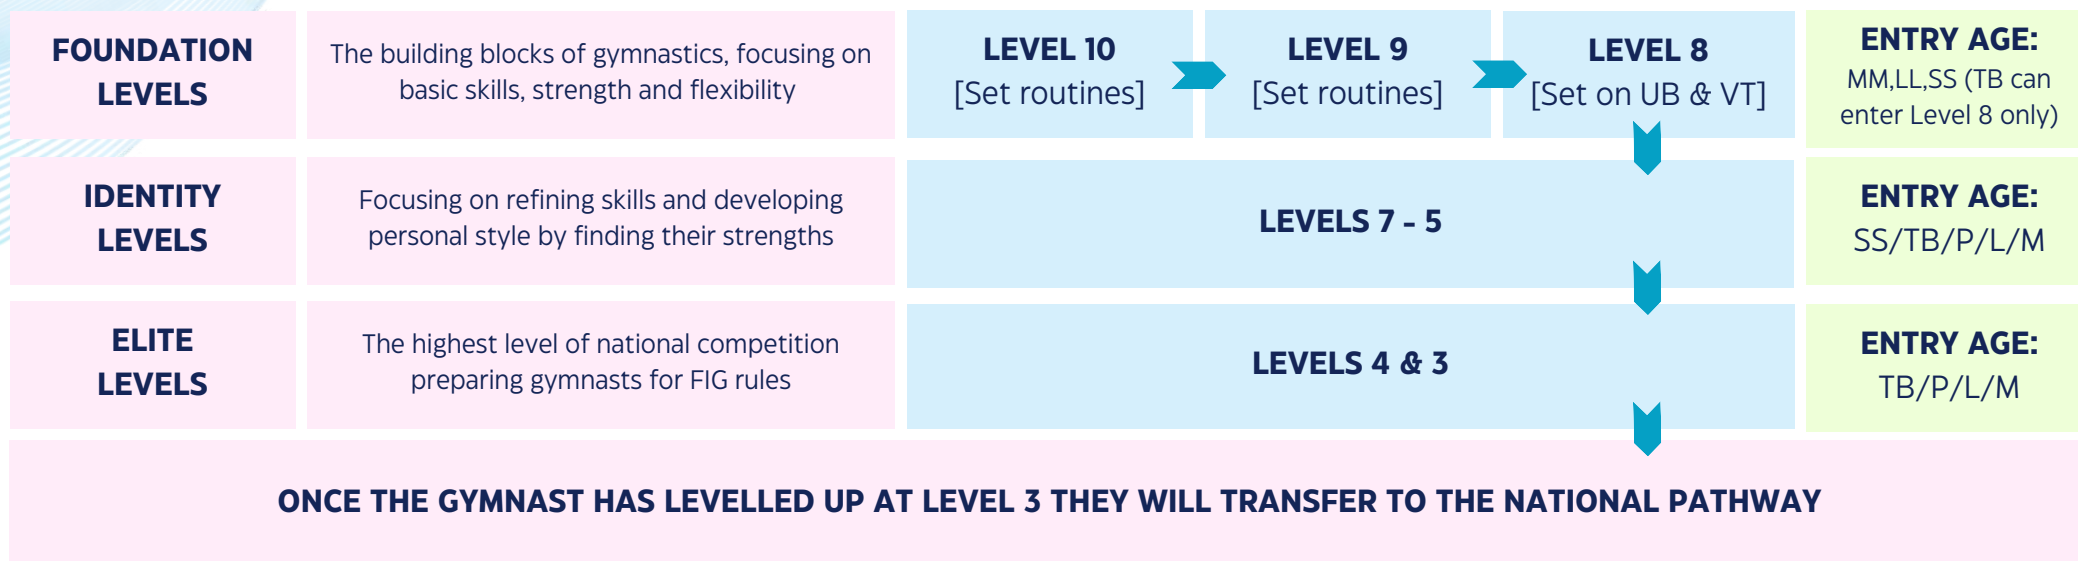 FOUNDATION
LEVELS
The building blocks of gymnastics, focusing on
basic skills, strength and flexibility
LEVEL 10
[Set routines]
LEVEL 9
[Set routines]
LEVEL 8
[Set on UB & VT]
ENTRY AGE:
MM,LL,SS (TB can
enter Level 8 only)
IDENTITY
LEVELS
Focusing on refining skills and developing
personal style by finding their strengths
LEVELS 7 - 5
ENTRY AGE:
SS/TB/P/L/M
ELITE
LEVELS
The highest level of national competition
preparing gymnasts for FIG rules
LEVELS 4 & 3
ENTRY AGE:
TB/P/L/M
ONCE THE GYMNAST HAS LEVELLED UP AT LEVEL 3 THEY WILL TRANSFER TO THE NATIONAL PATHWAY